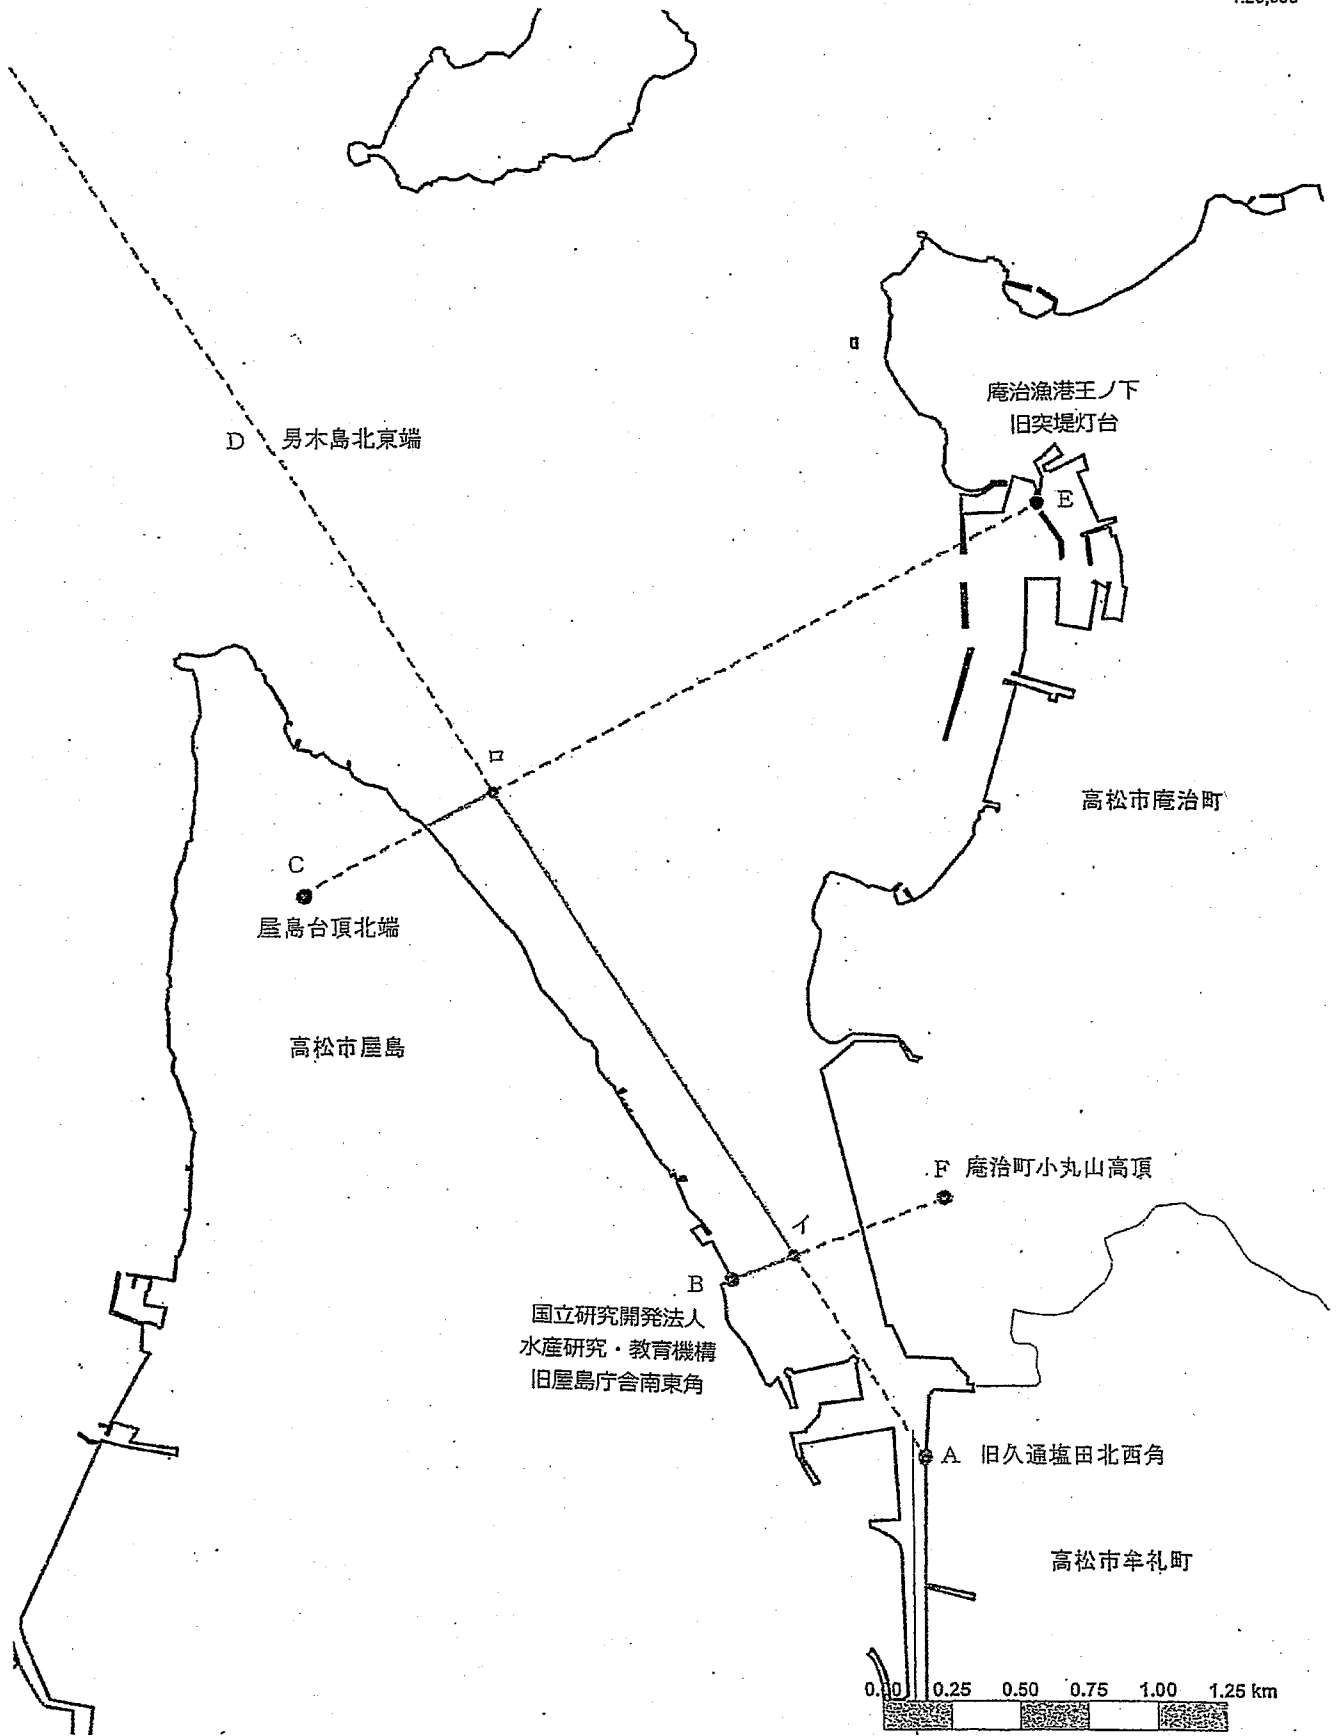 庵治漁港王ノ下
旧突堤灯台
D 男木島北東端
E
ロ
高松市庵治町
C
屋島台頂北端
高松市屋島
F 庵治町小丸山高頂
イ
B
国立研究開発法人
水産研究・教育機構
旧屋島庁舎南東角
A 旧久通塩田北西角
高松市牟礼町
0.25 0.50 0.75 1.00 1.25 km